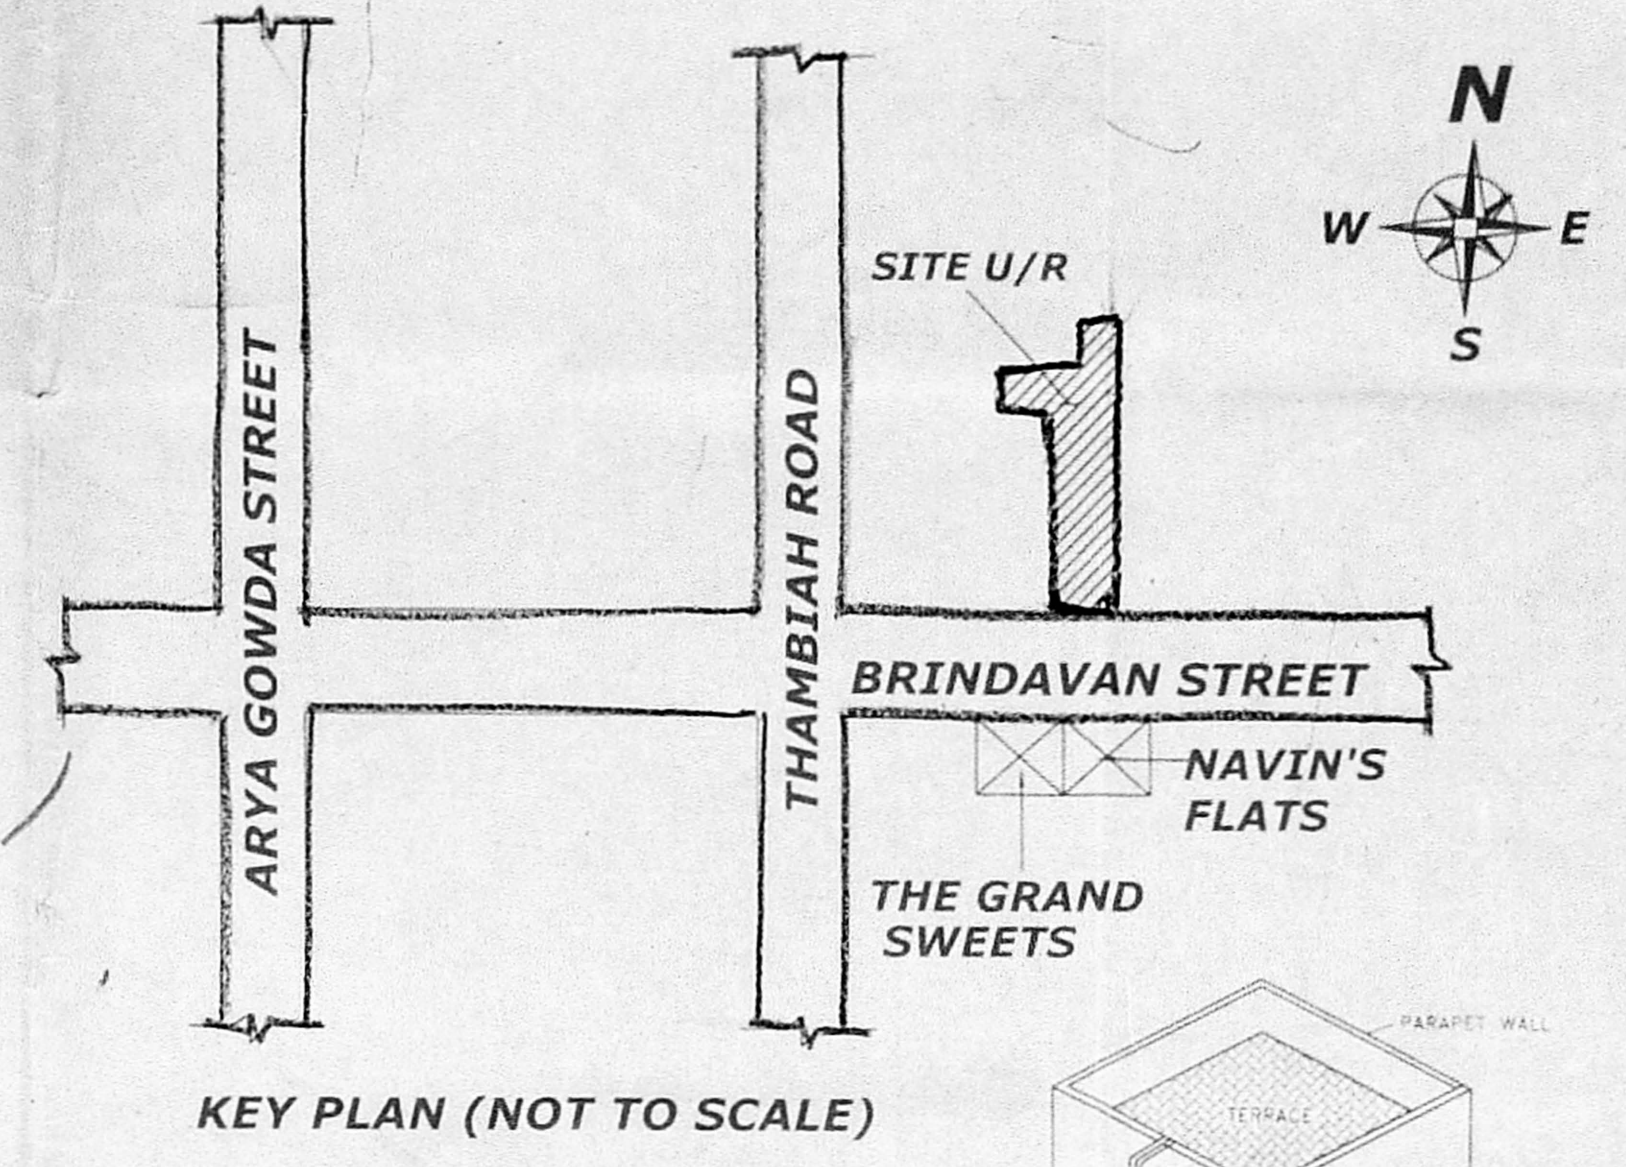 N
W
E
S
SITE U/R
ARYA GOWDA STREET
THAMBIAH ROAD
BRINDAVAN STREET
NAVIN'S
FLATS
THE GRAND
SWEETS
PARAPET WALL
TERRACE
KEY PLAN (NOT TO SCALE)